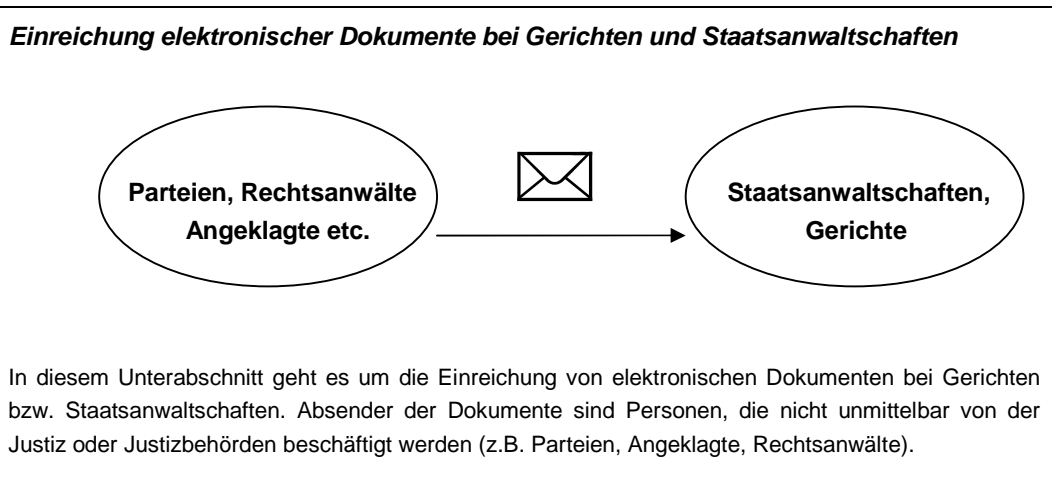 Einreichung elektronischer Dokumente bei Gerichten und Staatsanwaltschaften
Parteien, Rechtsanwälte
Angeklagte etc.
Staatsanwaltschaften,
Gerichte
In diesem Unterabschnitt geht es um die Einreichung von elektronischen Dokumenten bei Gerichten
bzw. Staatsanwaltschaften. Absender der Dokumente sind Personen, die nicht unmittelbar von der
Justiz oder Justizbehörden beschäftigt werden (z.B. Parteien, Angeklagte, Rechtsanwälte).